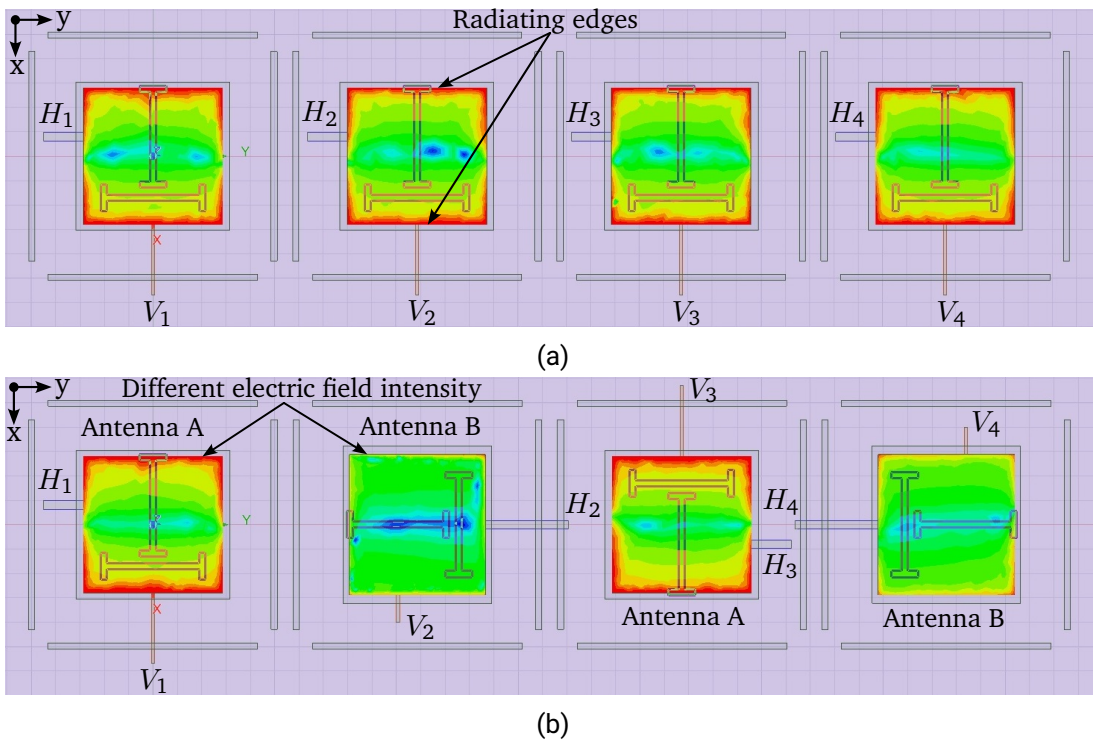 y
Radiating edges
x
H1
H2
H3
H4
Y
X
V1
V2
V3
V4
(a)
y
Different electric field intensity
V3
x
Antenna A
Antenna B
V4
H1
H2
H4
Y
H3
X
V2
Antenna A
Antenna B
V1
(b)